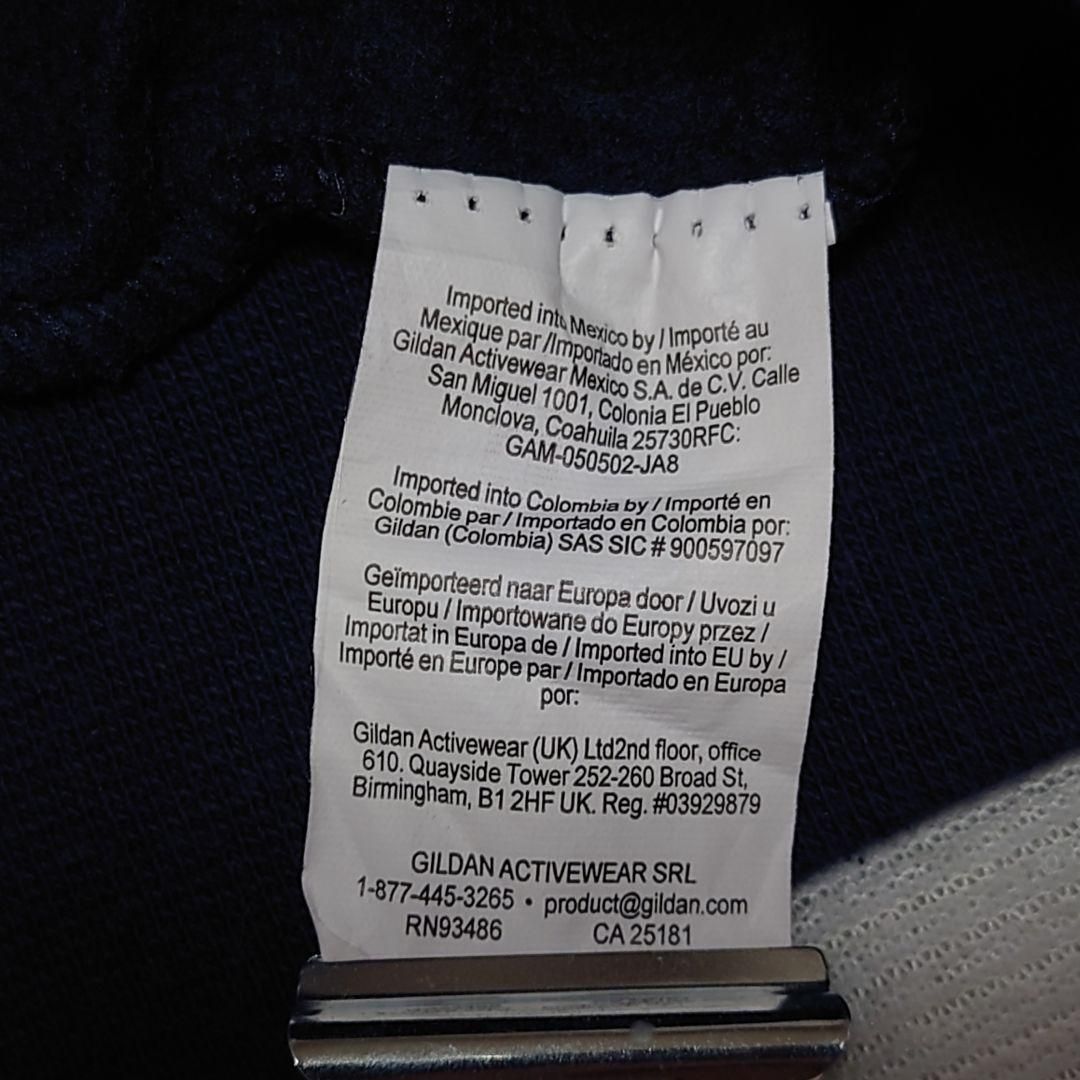 Imported into Mexico by / Importé au
Mexique par /Importado en México por:
Gildan Activewear Mexico S.A. de C.V. Calle
San Miguel 1001, Colonia El Pueblo
Monclova, Coahuila 25730RFC:
GAM-050502-JA8
Imported into Colombia by / Importé en
Colombie par / Importado en Colombia por:
Gildan (Colombia) SAS SIC # 900597097
Geïmporteerd naar Europa door / Uvozi u
Europu / Importowane do Europy przez /
Importat in Europa de / Imported into EU by /
Importé en Europe par / Importado en Europa
por:
Gildan Activewear (UK) Ltd2nd floor, office
610. Quayside Tower 252-260 Broad St,
Birmingham, B1 2HF UK. Reg. #03929879
GILDAN ACTIVEWEAR SRL
1-877-445-3265 • product@gildan.com
RN93486 CA 25181